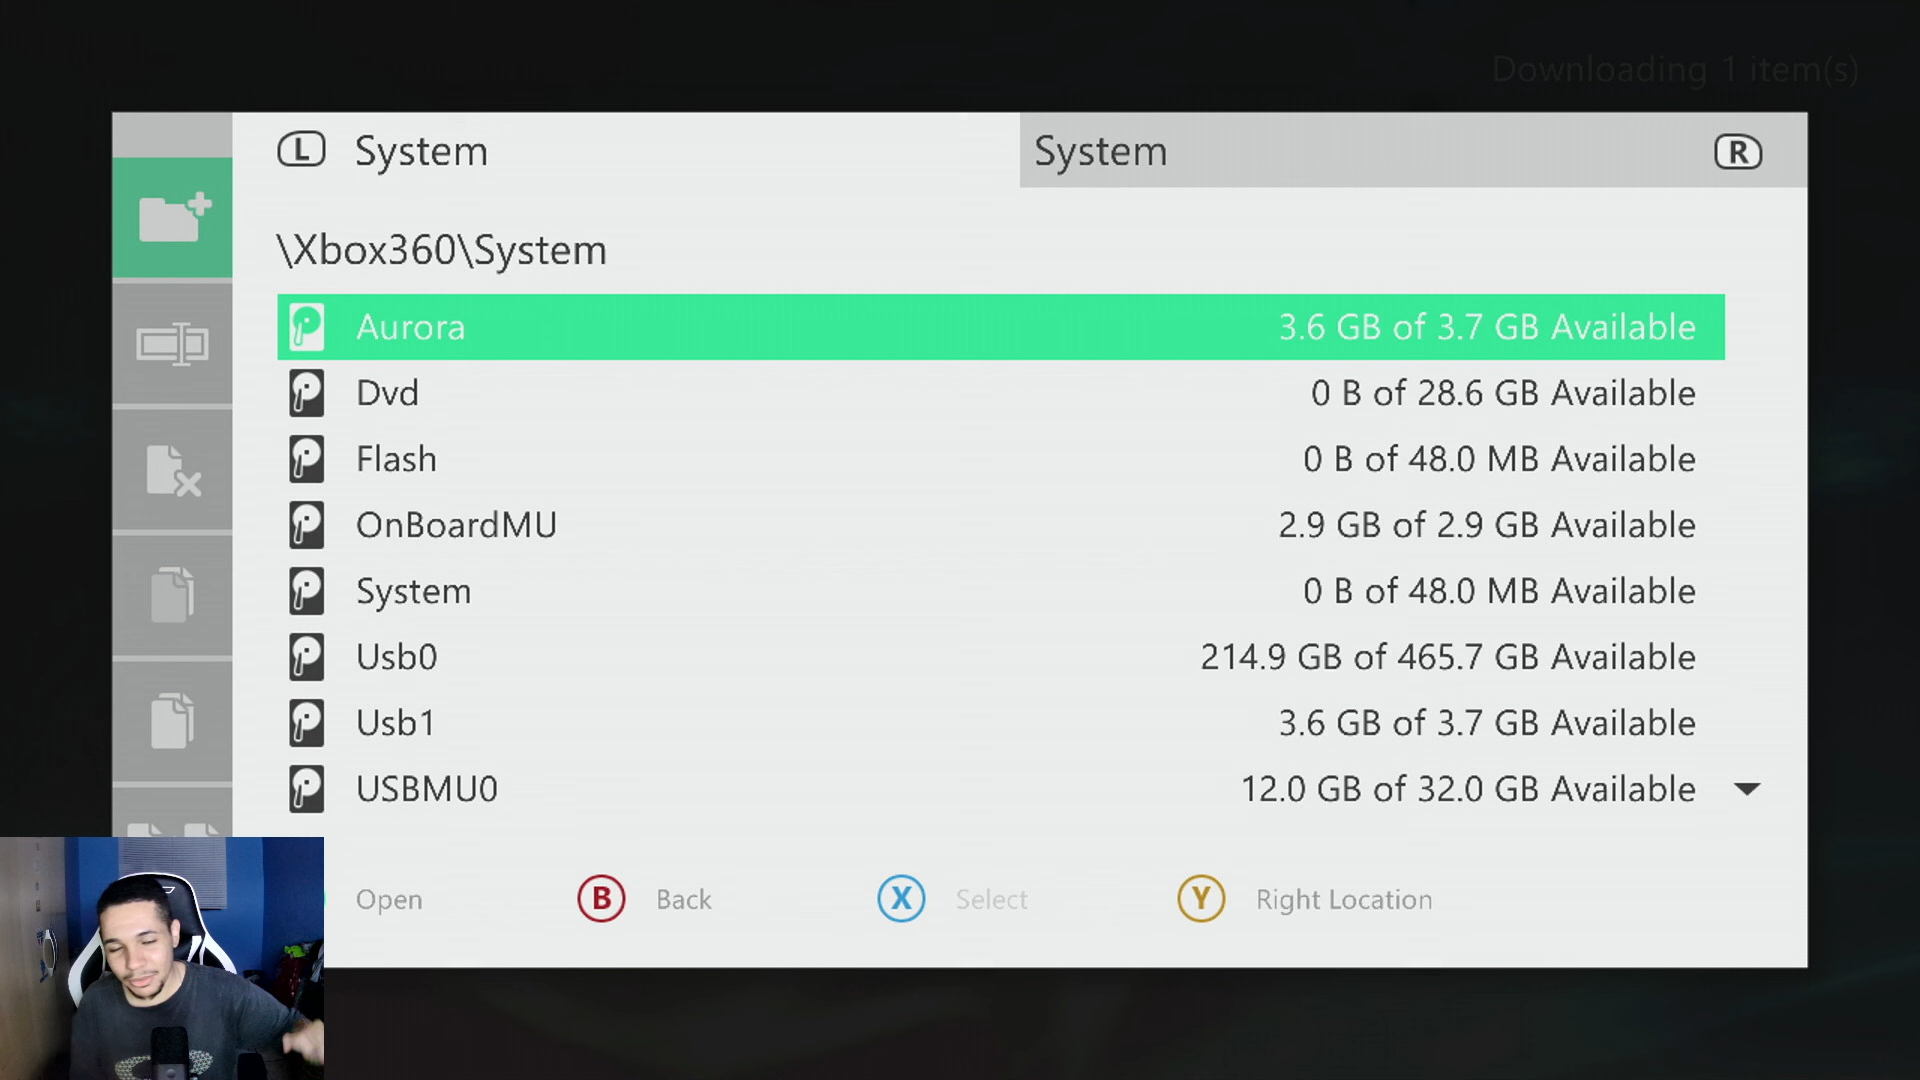 Downloading 1 item(s)
L System
System R
\Xbox360\System
Aurora 3.6 GB of 3.7 GB Available
Dvd 0 B of 28.6 GB Available
Flash 0 B of 48.0 MB Available
OnBoardMU 2.9 GB of 2.9 GB Available
System 0 B of 48.0 MB Available
Usb0 214.9 GB of 465.7 GB Available
Usb1 3.6 GB of 3.7 GB Available
USBMU0 12.0 GB of 32.0 GB Available
Open B Back X Select Y Right Location